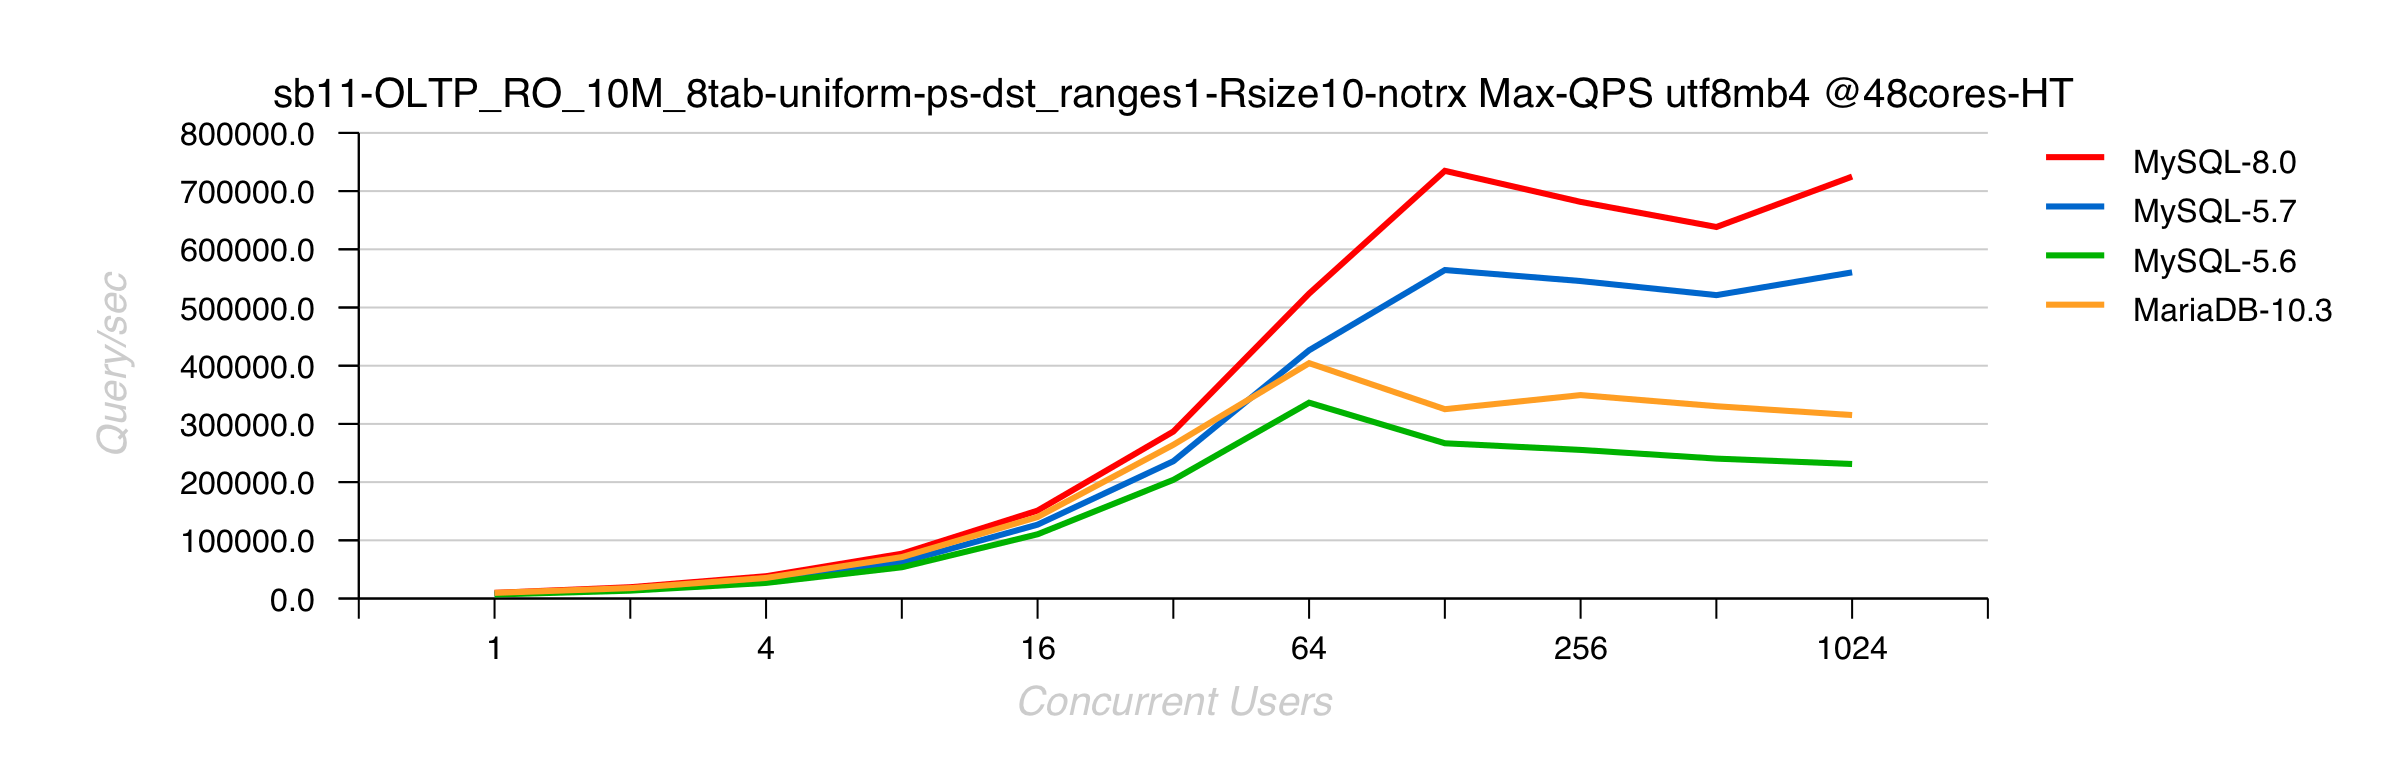 sb11-OLTP_RO_10M_8tab-uniform-ps-dst_ranges1-Rsize10-notrx Max-QPS utf8mb4 @48cores-HT
800000.0
700000.0
600000.0
500000.0
400000.0
300000.0
200000.0
100000.0
0.0
Query/sec
1 4 16 64 256 1024
Concurrent Users
MySQL-8.0
MySQL-5.7
MySQL-5.6
MariaDB-10.3